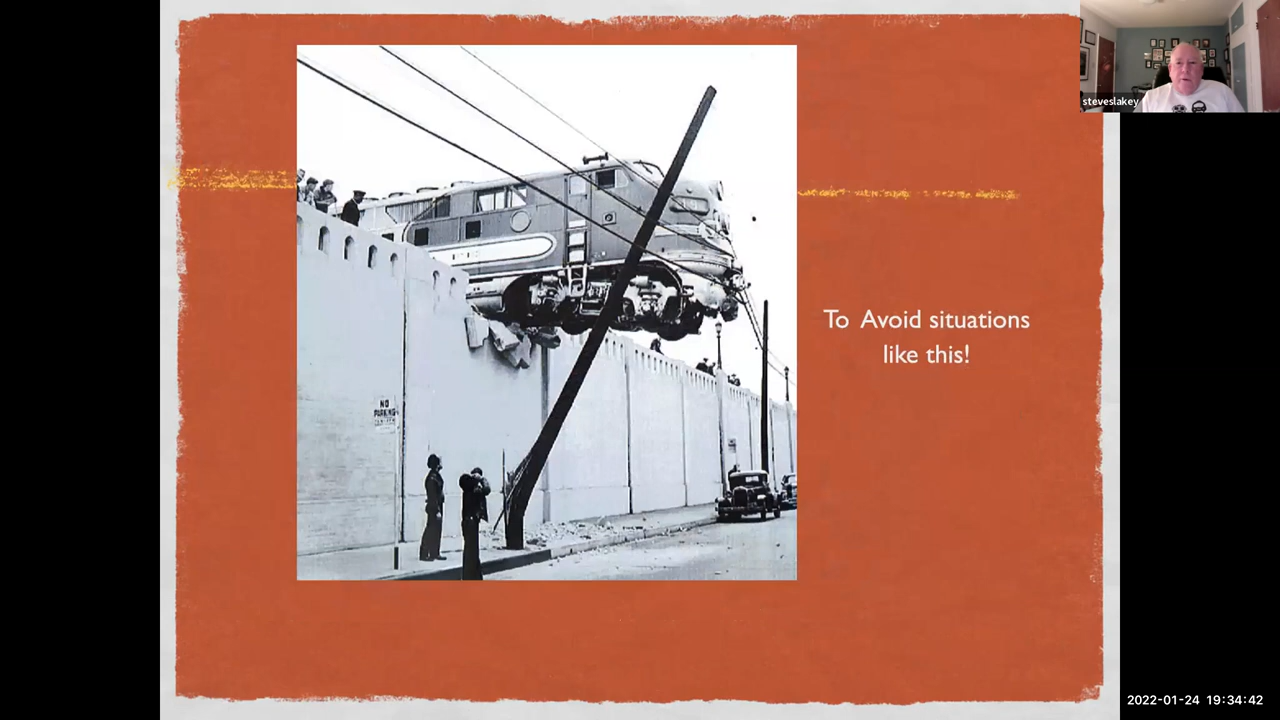 steveslakey
To Avoid situations
like this!
NO
PARKING
2022-01-24 19:34:42